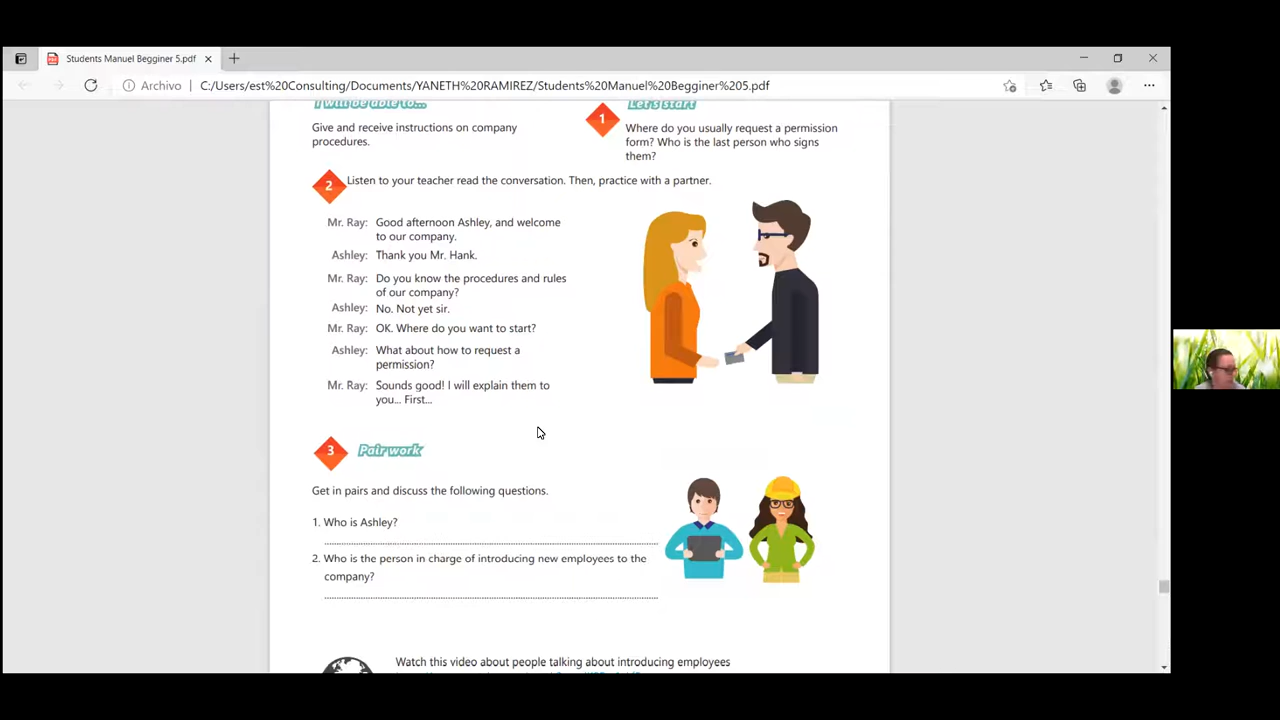 Students Manuel Begginer 5.pdf
Archivo
C:/Users/est%20Consulting/Documents/YANETH%20RAMIREZ/Students%20Manuel%20Begginer%205.pdf
I will be able to...
Give and receive instructions on company
procedures.
1
Let's start
Where do you usually request a permission
form? Who is the last person who signs
them?
2
Listen to your teacher read the conversation. Then, practice with a partner.
Mr. Ray: Good afternoon Ashley, and welcome
to our company.
Ashley: Thank you Mr. Hank.
Mr. Ray: Do you know the procedures and rules
of our company?
Ashley: No. Not yet sir.
Mr. Ray: OK. Where do you want to start?
Ashley: What about how to request a
permission?
Mr. Ray: Sounds good! I will explain them to
you... First...
3
Pair work
Get in pairs and discuss the following questions.
1. Who is Ashley?
2. Who is the person in charge of introducing new employees to the
company?
Watch this video about people talking about introducing employees